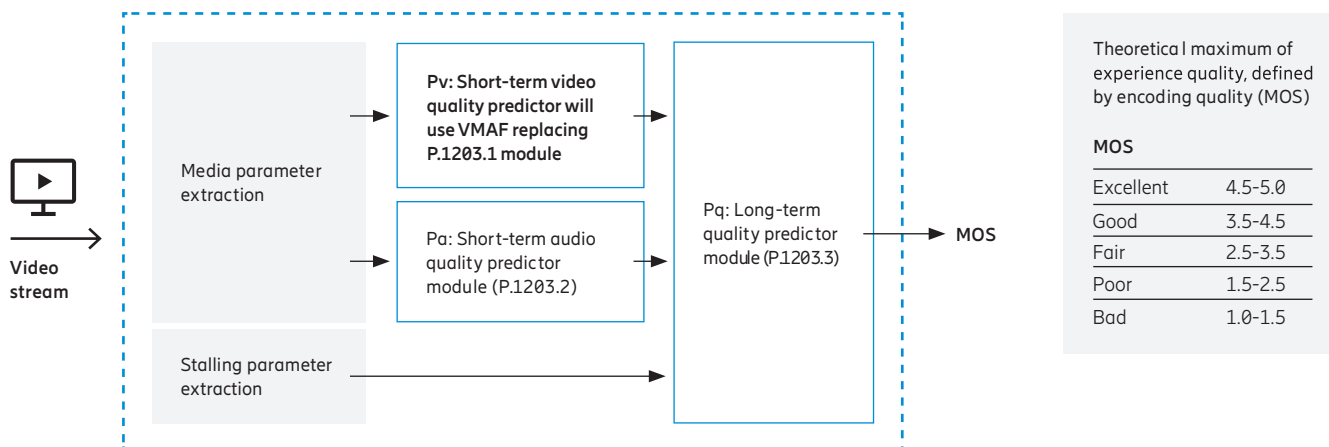 Video
stream
Media parameter
extraction
Stalling parameter
extraction
Pv: Short-term video
quality predictor will
use VMAF replacing
P.1203.1 module
Pa: Short-term audio
quality predictor
module (P.1203.2)
Pq: Long-term
quality predictor
module (P.1203.3)
MOS
Theoretical maximum of
experience quality, defined
by encoding quality (MOS)
MOS
Excellent 4.5-5.0
Good 3.5-4.5
Fair 2.5-3.5
Poor 1.5-2.5
Bad 1.0-1.5